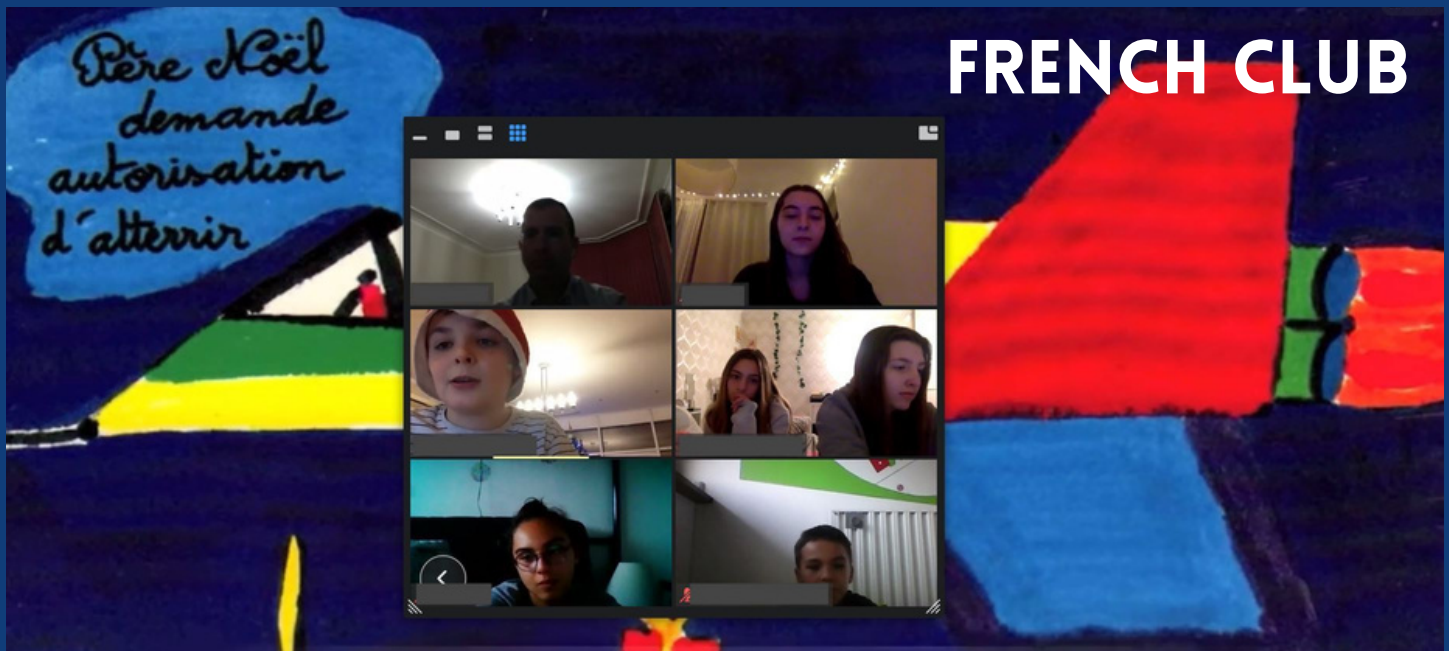 Père Noël
demande
autorisation
d'atterrir
FRENCH CLUB